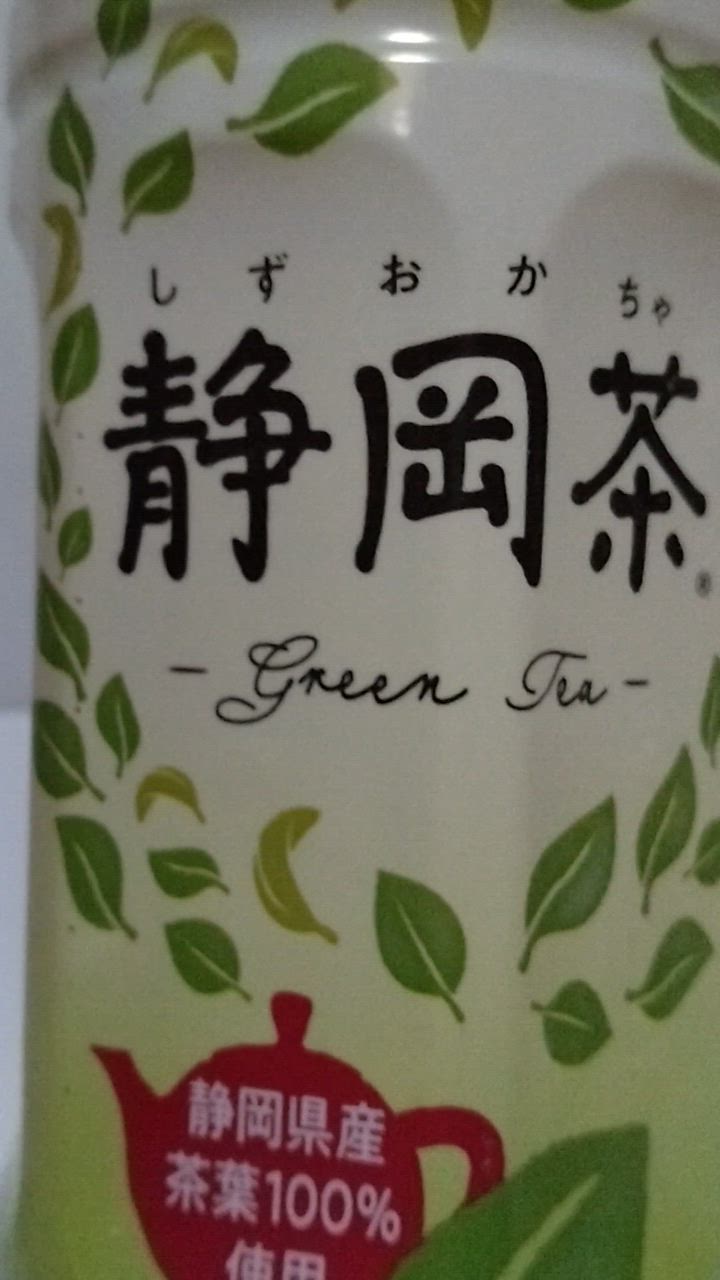 しずおかちゃ
静岡茶®
- Green Tea -
静岡県産
茶葉100%
使用